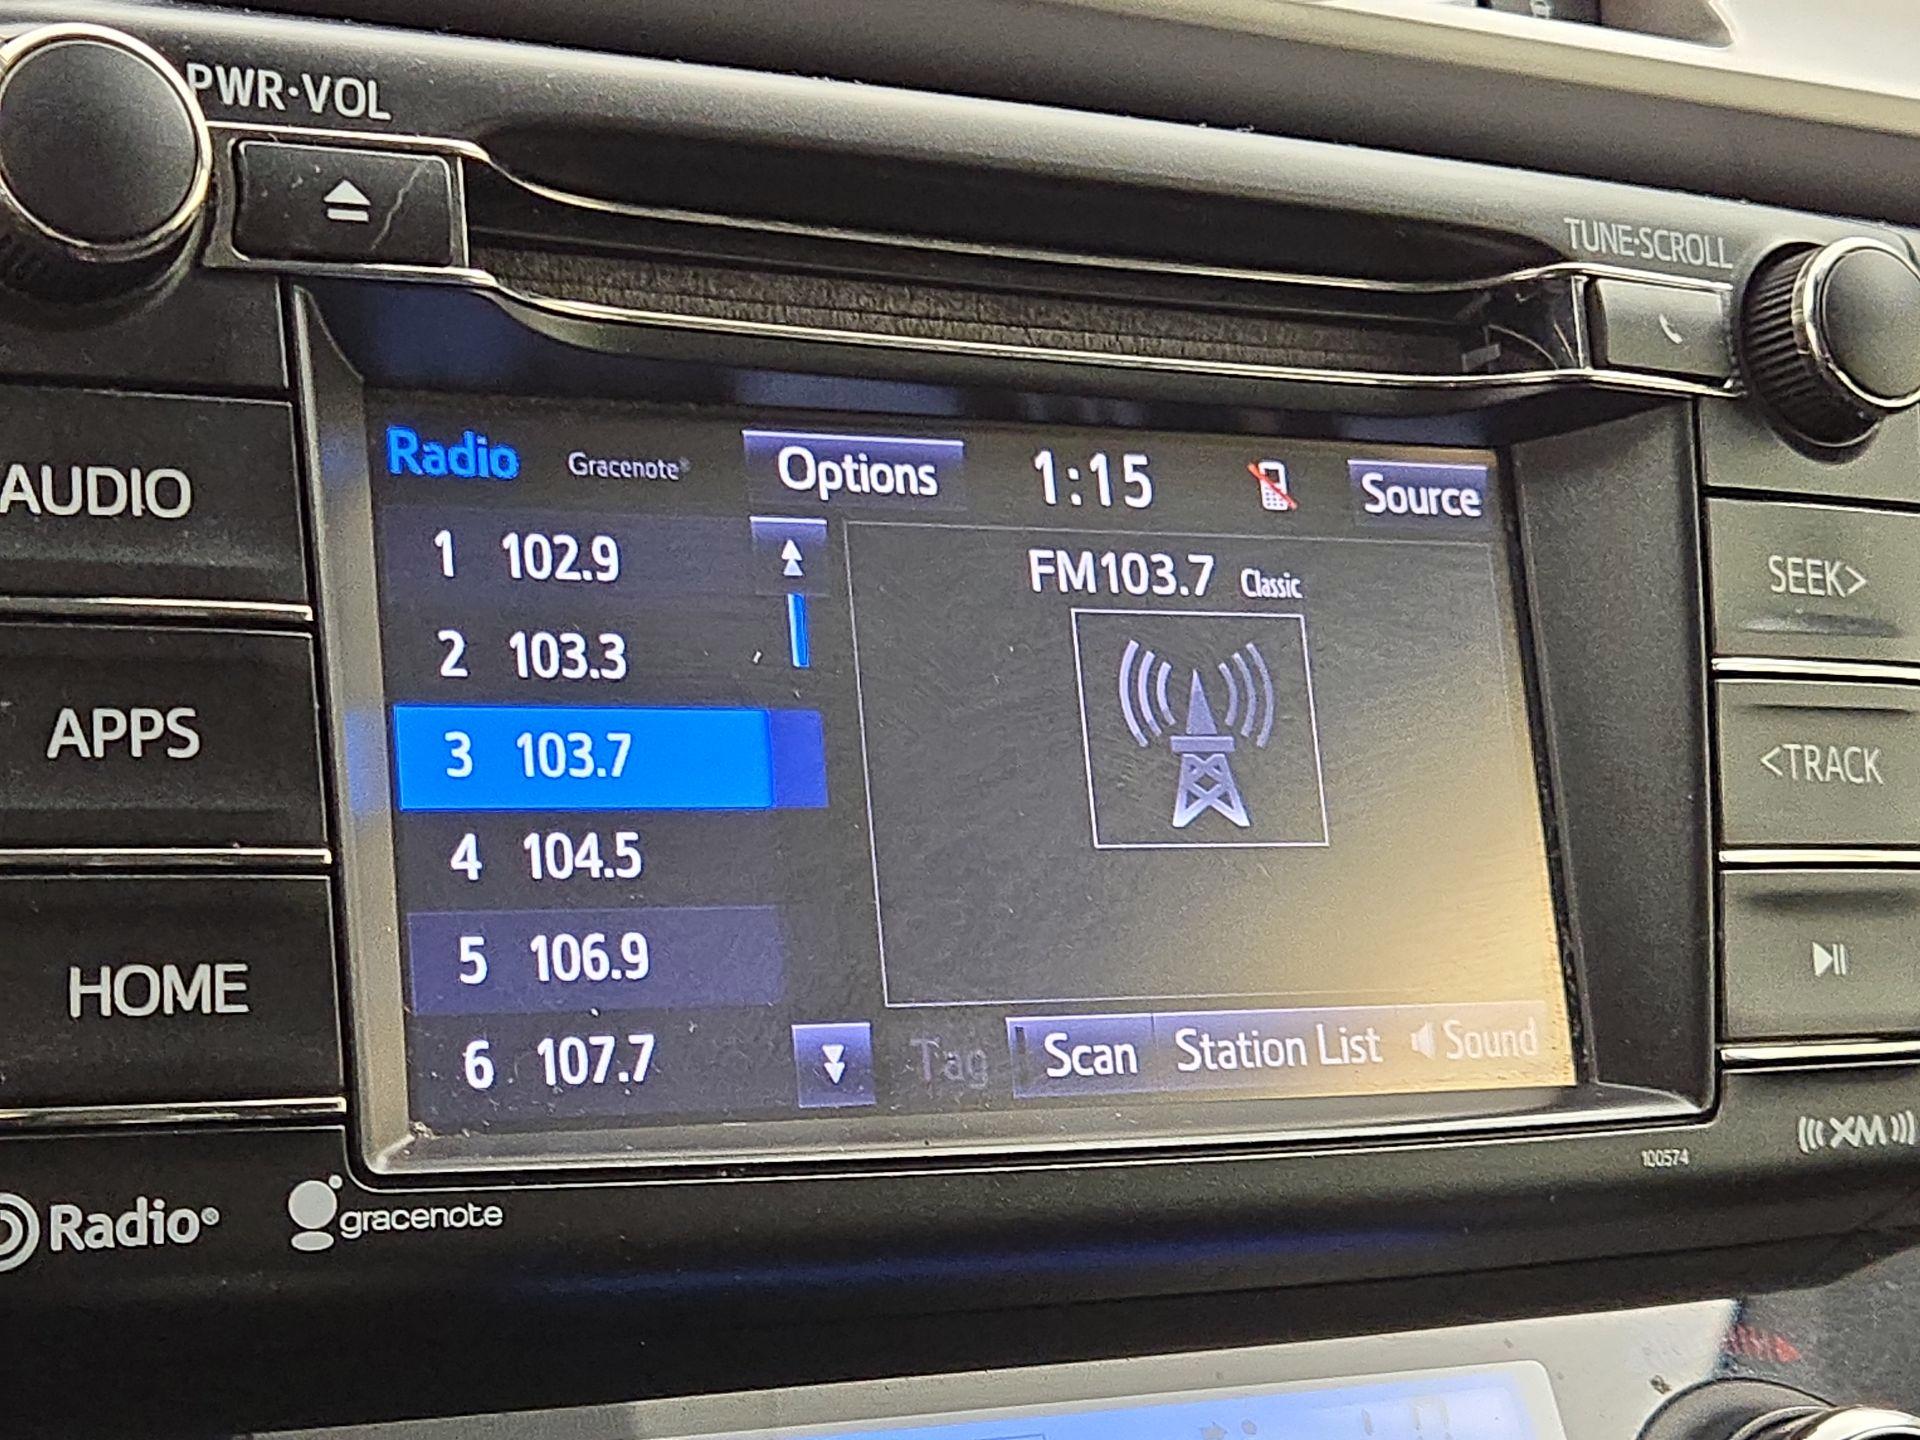 PWR·VOL
TUNE·SCROLL
AUDIO
APPS
HOME
Radio Gracenote® Options 1:15 Source
1 102.9
2 103.3
3 103.7
4 104.5
5 106.9
6 107.7
FM103.7 Classic
Tag Scan Station List Sound
SEEK>
<TRACK
XM
100574
Radio®
gracenote